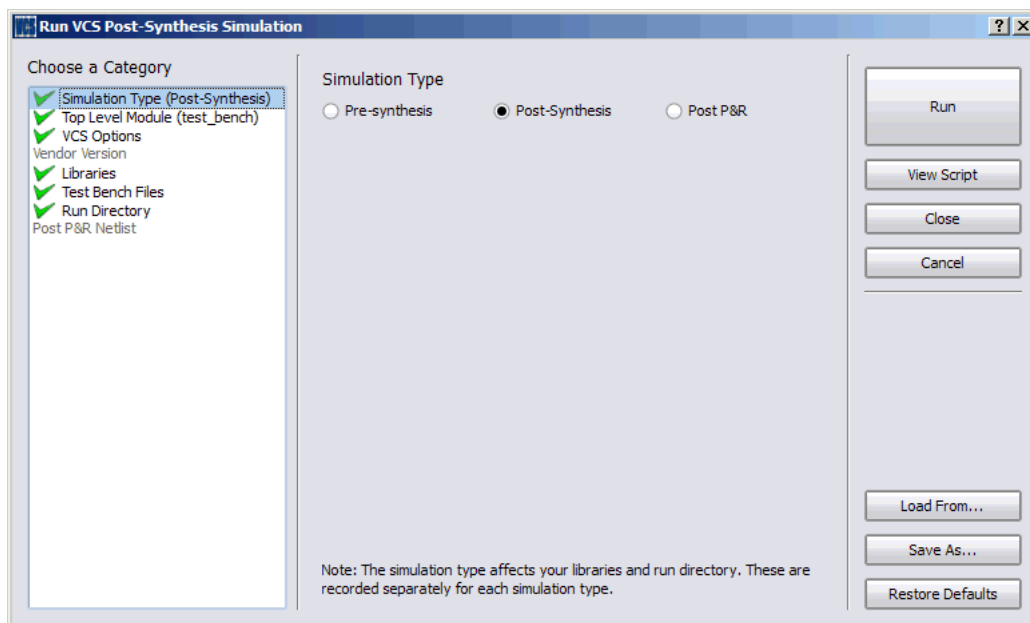 Run VCS Post-Synthesis Simulation
Choose a Category
Simulation Type (Post-Synthesis)
Top Level Module (test_bench)
VCS Options
Vendor Version
Libraries
Test Bench Files
Run Directory
Post P&R Netlist
Simulation Type
Pre-synthesis
Post-Synthesis
Post P&R
Note: The simulation type affects your libraries and run directory. These are
recorded separately for each simulation type.
Run
View Script
Close
Cancel
Load From...
Save As...
Restore Defaults